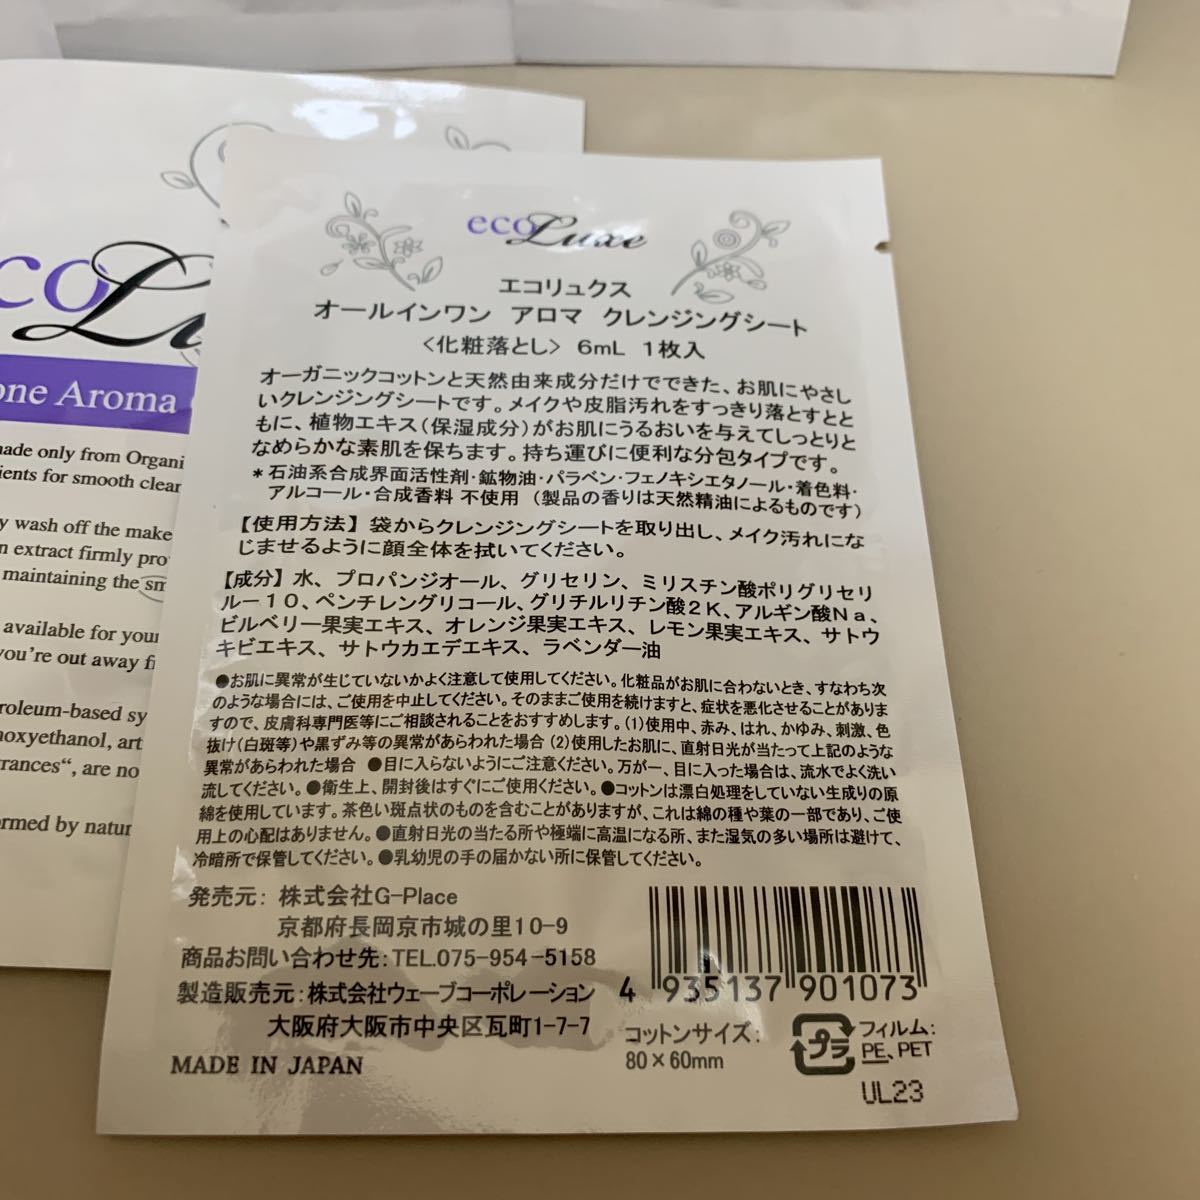 eco Luxe
エコリュクス
オールインワン アロマ クレンジングシート
〈化粧落とし〉 6mL 1枚入
オーガニックコットンと天然由来成分だけでできた、お肌にやさし
いクレンジングシートです。メイクや皮脂汚れをすっきり落とすとと
もに、植物エキス(保湿成分)がお肌にうるおいを与えてしっとりと
なめらかな素肌を保ちます。持ち運びに便利な分包タイプです。
*石油系合成界面活性剤・鉱物油・パラベン・フェノキシエタノール・着色料・
アルコール・合成香料 不使用 (製品の香りは天然精油によるものです)
【使用方法】袋からクレンジングシートを取り出し、メイク汚れにな
じませるように顔全体を拭いてください。
【成分】水、プロパンジオール、グリセリン、ミリスチン酸ポリグリセリ
ル-10、ペンチレングリコール、グリチルリチン酸2K、アルギン酸Na、
ビルベリー果実エキス、オレンジ果実エキス、レモン果実エキス、サトウ
キビエキス、サトウカエデエキス、ラベンダー油
●お肌に異常が生じていないかよく注意して使用してください。化粧品がお肌に合わないとき、すなわち次
のような場合には、ご使用を中止してください。そのままご使用を続けますと、症状を悪化させることがありま
すので、皮膚科専門医等にご相談されることをおすすめします。(1)使用中、赤み、はれ、かゆみ、刺激、色
抜け(白斑等)や黒ずみ等の異常があらわれた場合 (2)使用したお肌に、直射日光が当たって上記のような
異常があらわれた場合 ●目に入らないようにご注意ください。万が一、目に入った場合は、流水でよく洗い
流してください。●衛生上、開封後はすぐにご使用ください。●コットンは漂白処理をしていない生成りの原
綿を使用しています。茶色い斑点状のものを含むことがありますが、これは綿の種や葉の一部であり、ご使
用上の心配はありません。●直射日光の当たる所や極端に高温になる所、また湿気の多い場所は避けて、
冷暗所で保管してください。●乳幼児の手の届かない所に保管してください。
発売元: 株式会社G-Place
京都府長岡京市城の里10-9
商品お問い合わせ先:TEL.075-954-5158
製造販売元:株式会社ウェーブコーポレーション
大阪府大阪市中央区瓦町1-7-7
MADE IN JAPAN
4 935137 901073
コットンサイズ:
80×60mm
プラ
フィルム:
PE、PET
UL23
co Lu
one Aroma
made only from Organi
ients for smooth clear
y wash off the make
n extract firmly pro
maintaining the sm
available for your
you're out away f
roleum-based sy
noxyethanol, art
rances“, are no
ormed by natur